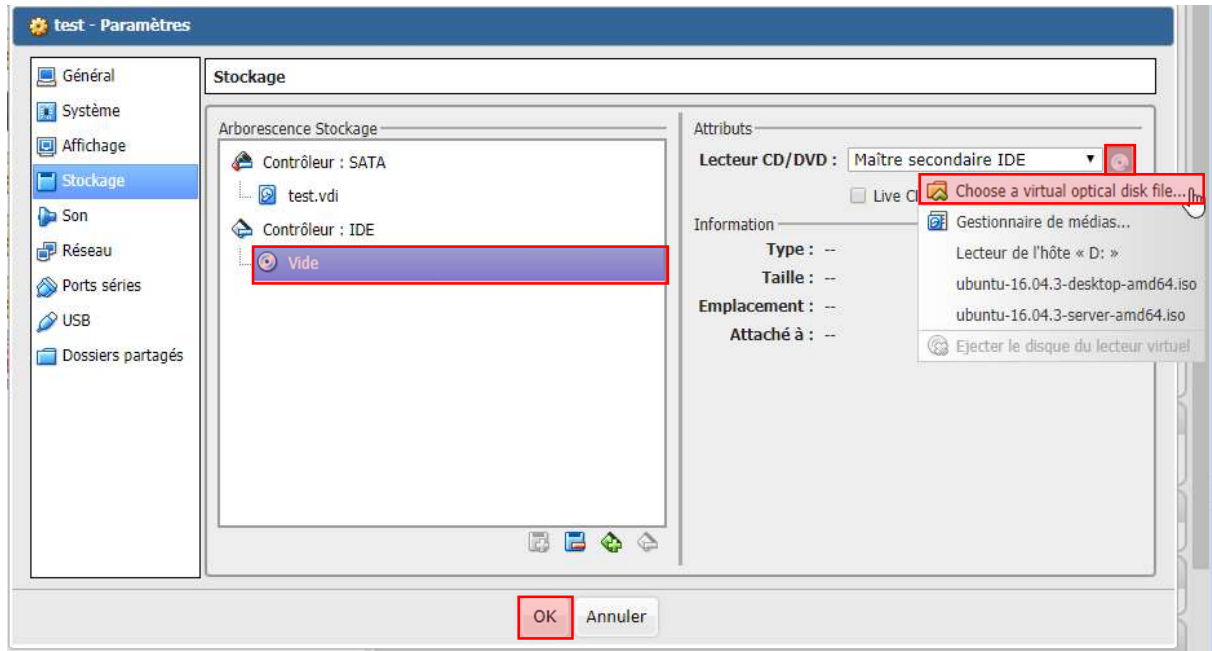 test - Paramètres
Général
Système
Affichage
Stockage
Son
Réseau
Ports séries
USB
Dossiers partagés
Stockage
Arborescence Stockage
Contrôleur : SATA
test.vdi
Contrôleur : IDE
Vide
Attributs
Lecteur CD/DVD : Maître secondaire IDE
Live C
Information
Type : --
Taille : --
Emplacement : --
Attaché à : --
Choose a virtual optical disk file...
Gestionnaire de médias...
Lecteur de l'hôte « D: »
ubuntu-16.04.3-desktop-amd64.iso
ubuntu-16.04.3-server-amd64.iso
Ejecter le disque du lecteur virtuel
OK Annuler